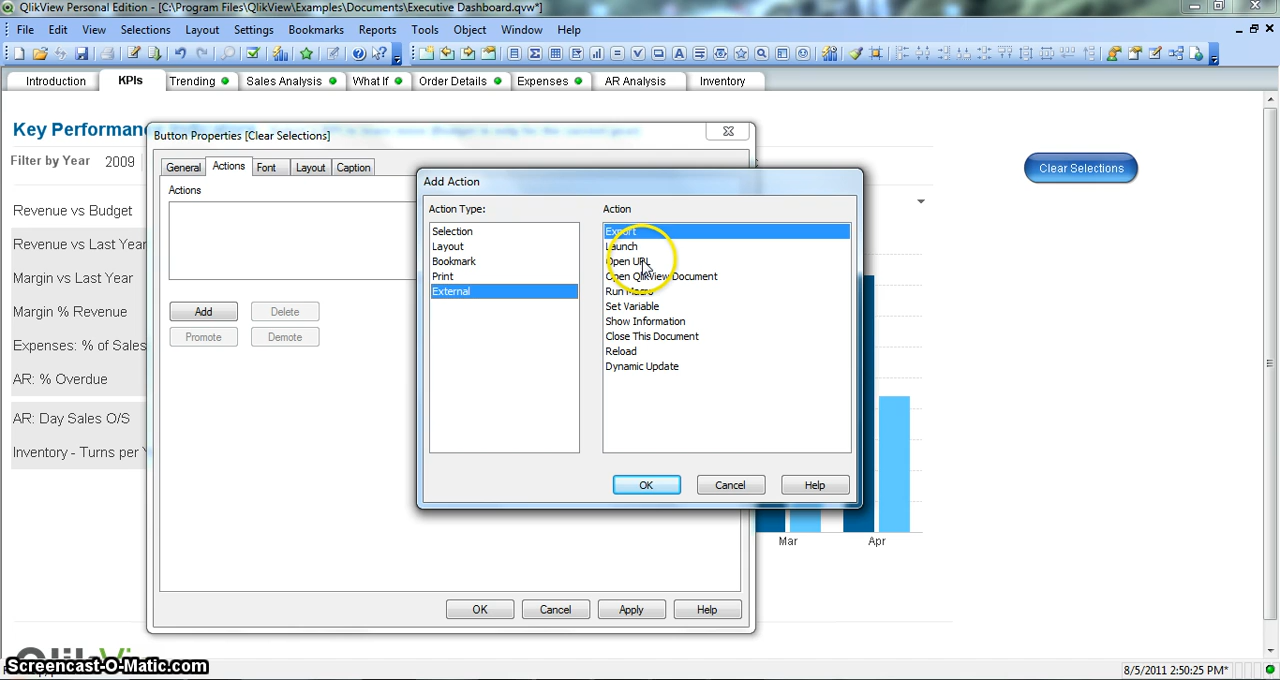 QlikView Personal Edition - [C:\Program Files\QlikView\Examples\Documents\Executive Dashboard.qvw*]
File Edit View Selections Layout Settings Bookmarks Reports Tools Object Window Help
Introduction KPIs Trending Sales Analysis What If Order Details Expenses AR Analysis Inventory
Key Performanc
Filter by Year 2009
Revenue vs Budget
Revenue vs Last Year
Margin vs Last Year
Margin % Revenue
Expenses: % of Sales
AR: % Overdue
AR: Day Sales O/S
Inventory - Turns per Y
Button Properties [Clear Selections]
General Actions Font Layout Caption
Actions
Add Delete
Promote Demote
OK Cancel Apply Help
Add Action
Action Type:
Selection
Layout
Bookmark
Print
External
Action
Export
Launch
Open URL
Open QlikView Document
Run Macro
Set Variable
Show Information
Close This Document
Reload
Dynamic Update
OK Cancel Help
Clear Selections
Mar Apr
Screencast-O-Matic.com
8/5/2011 2:50:25 PM*